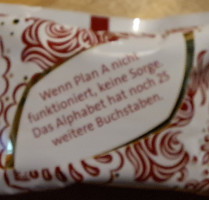 Wenn Plan A nicht
funktioniert, keine Sorge.
Das Alphabet hat noch 25
weitere Buchstaben.